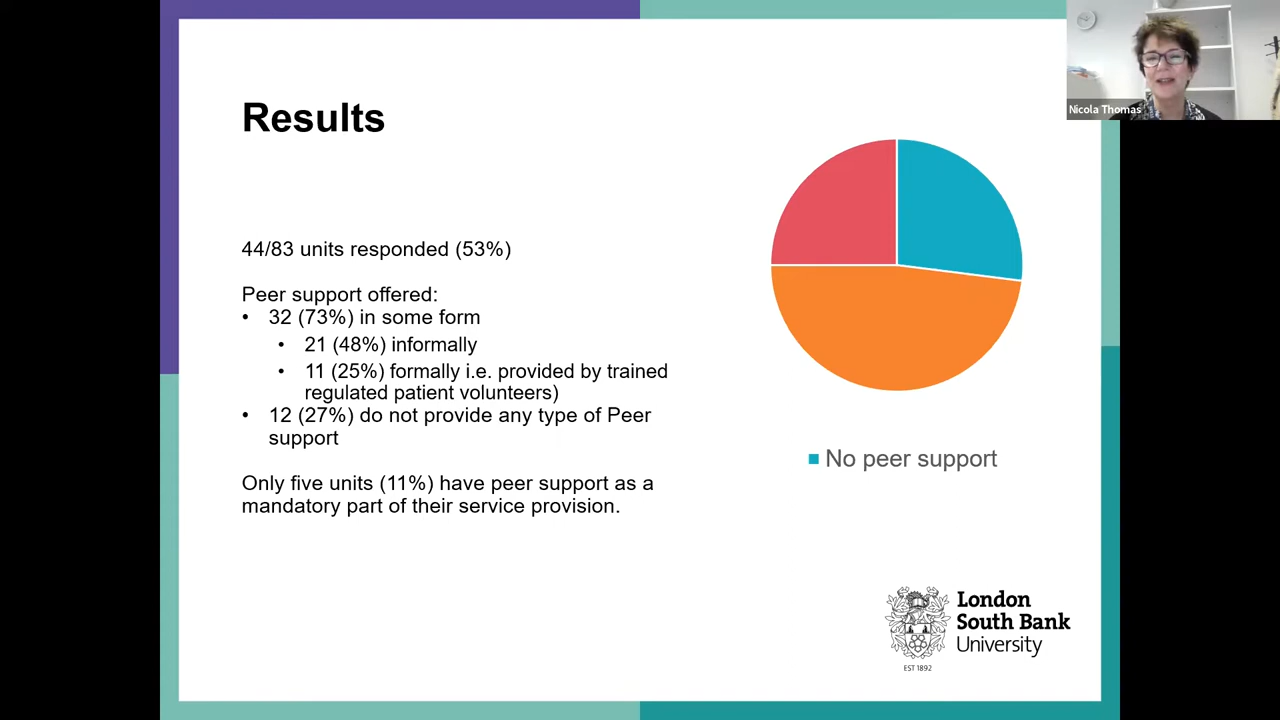 Results
44/83 units responded (53%)
Peer support offered:
• 32 (73%) in some form
• 21 (48%) informally
• 11 (25%) formally i.e. provided by trained
regulated patient volunteers)
• 12 (27%) do not provide any type of Peer
support
Only five units (11%) have peer support as a
mandatory part of their service provision.
No peer support
London
South Bank
University
EST 1892
Nicola Thomas